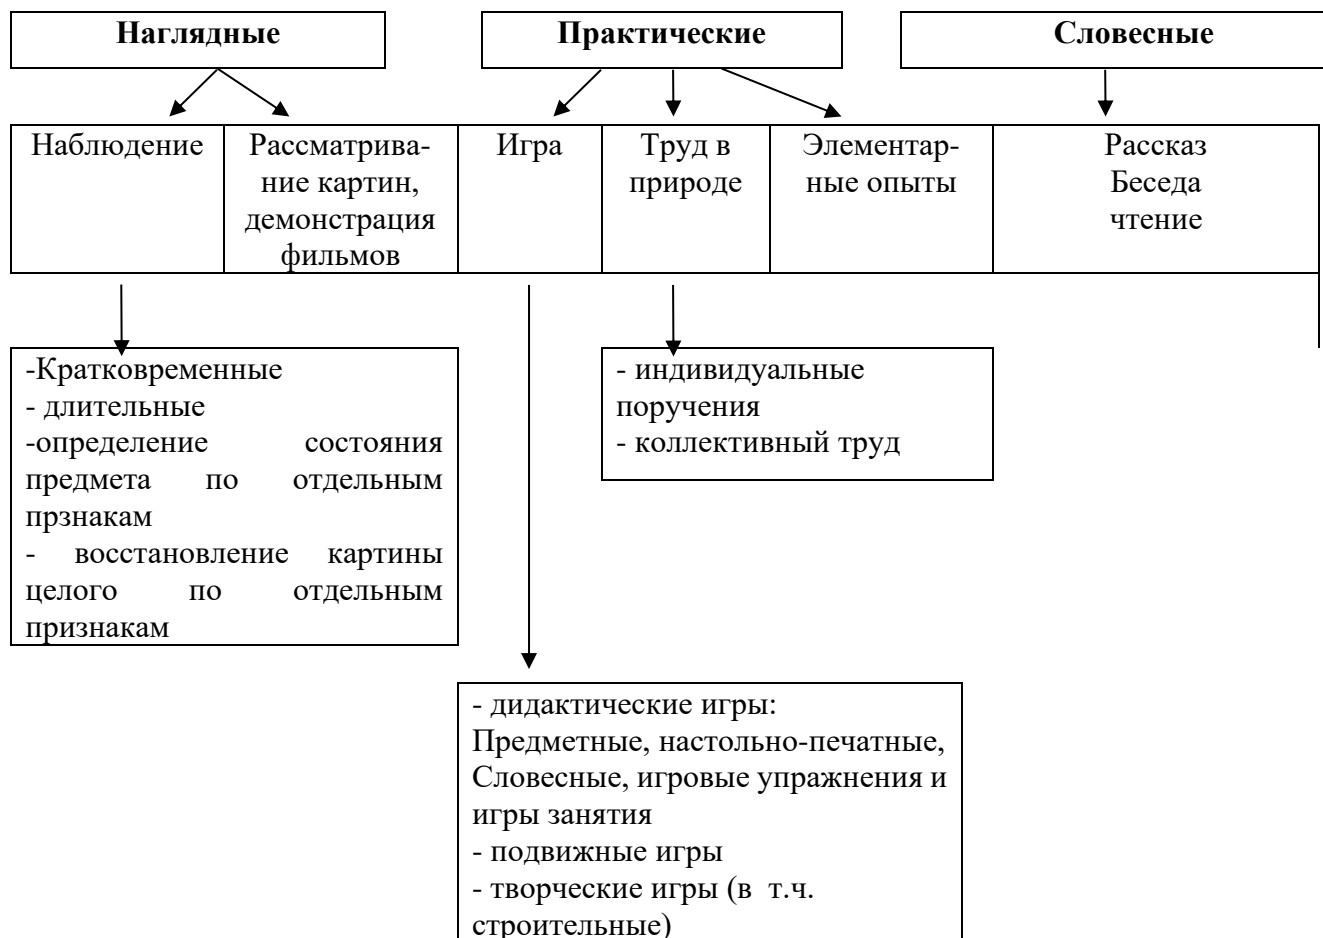 Наглядные
Практические
Словесные
Наблюдение
Рассматрива-
ние картин,
демонстрация
фильмов
Игра
Труд в
природе
Элементар-
ные опыты
Рассказ
Беседа
чтение
-Кратковременные
- длительные
-определение состояния
предмета по отдельным
прзнакам
- восстановление картины
целого по отдельным
признакам
- индивидуальные
поручения
- коллективный труд
- дидактические игры:
Предметные, настольно-печатные,
Словесные, игровые упражнения и
игры занятия
- подвижные игры
- творческие игры (в т.ч.
строительные)